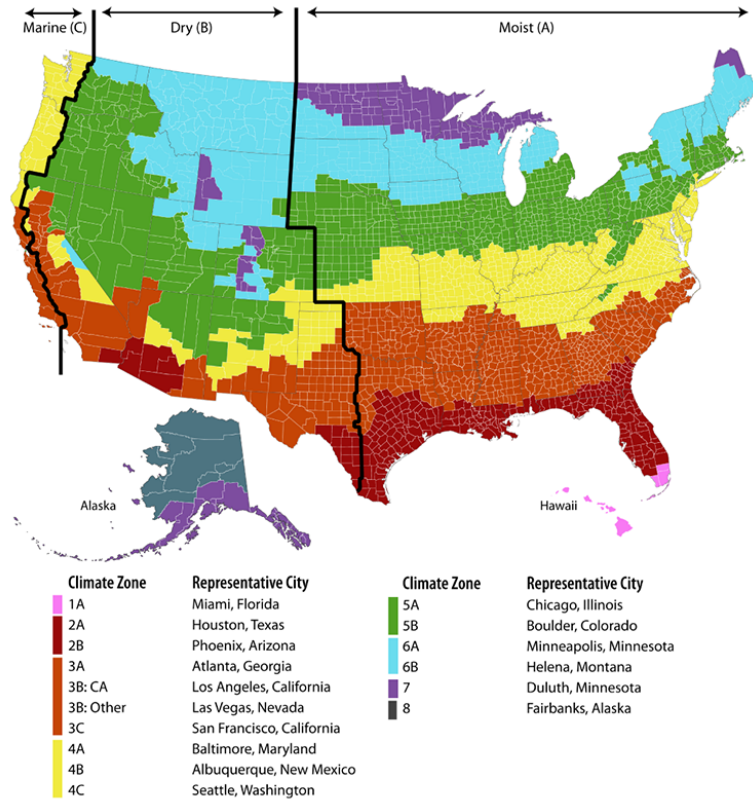 Marine (C) Dry (B) Moist (A)
Alaska
Hawaii
Climate Zone Representative City
1A Miami, Florida
2A Houston, Texas
2B Phoenix, Arizona
3A Atlanta, Georgia
3B: CA Los Angeles, California
3B: Other Las Vegas, Nevada
3C San Francisco, California
4A Baltimore, Maryland
4B Albuquerque, New Mexico
4C Seattle, Washington
Climate Zone Representative City
5A Chicago, Illinois
5B Boulder, Colorado
6A Minneapolis, Minnesota
6B Helena, Montana
7 Duluth, Minnesota
8 Fairbanks, Alaska